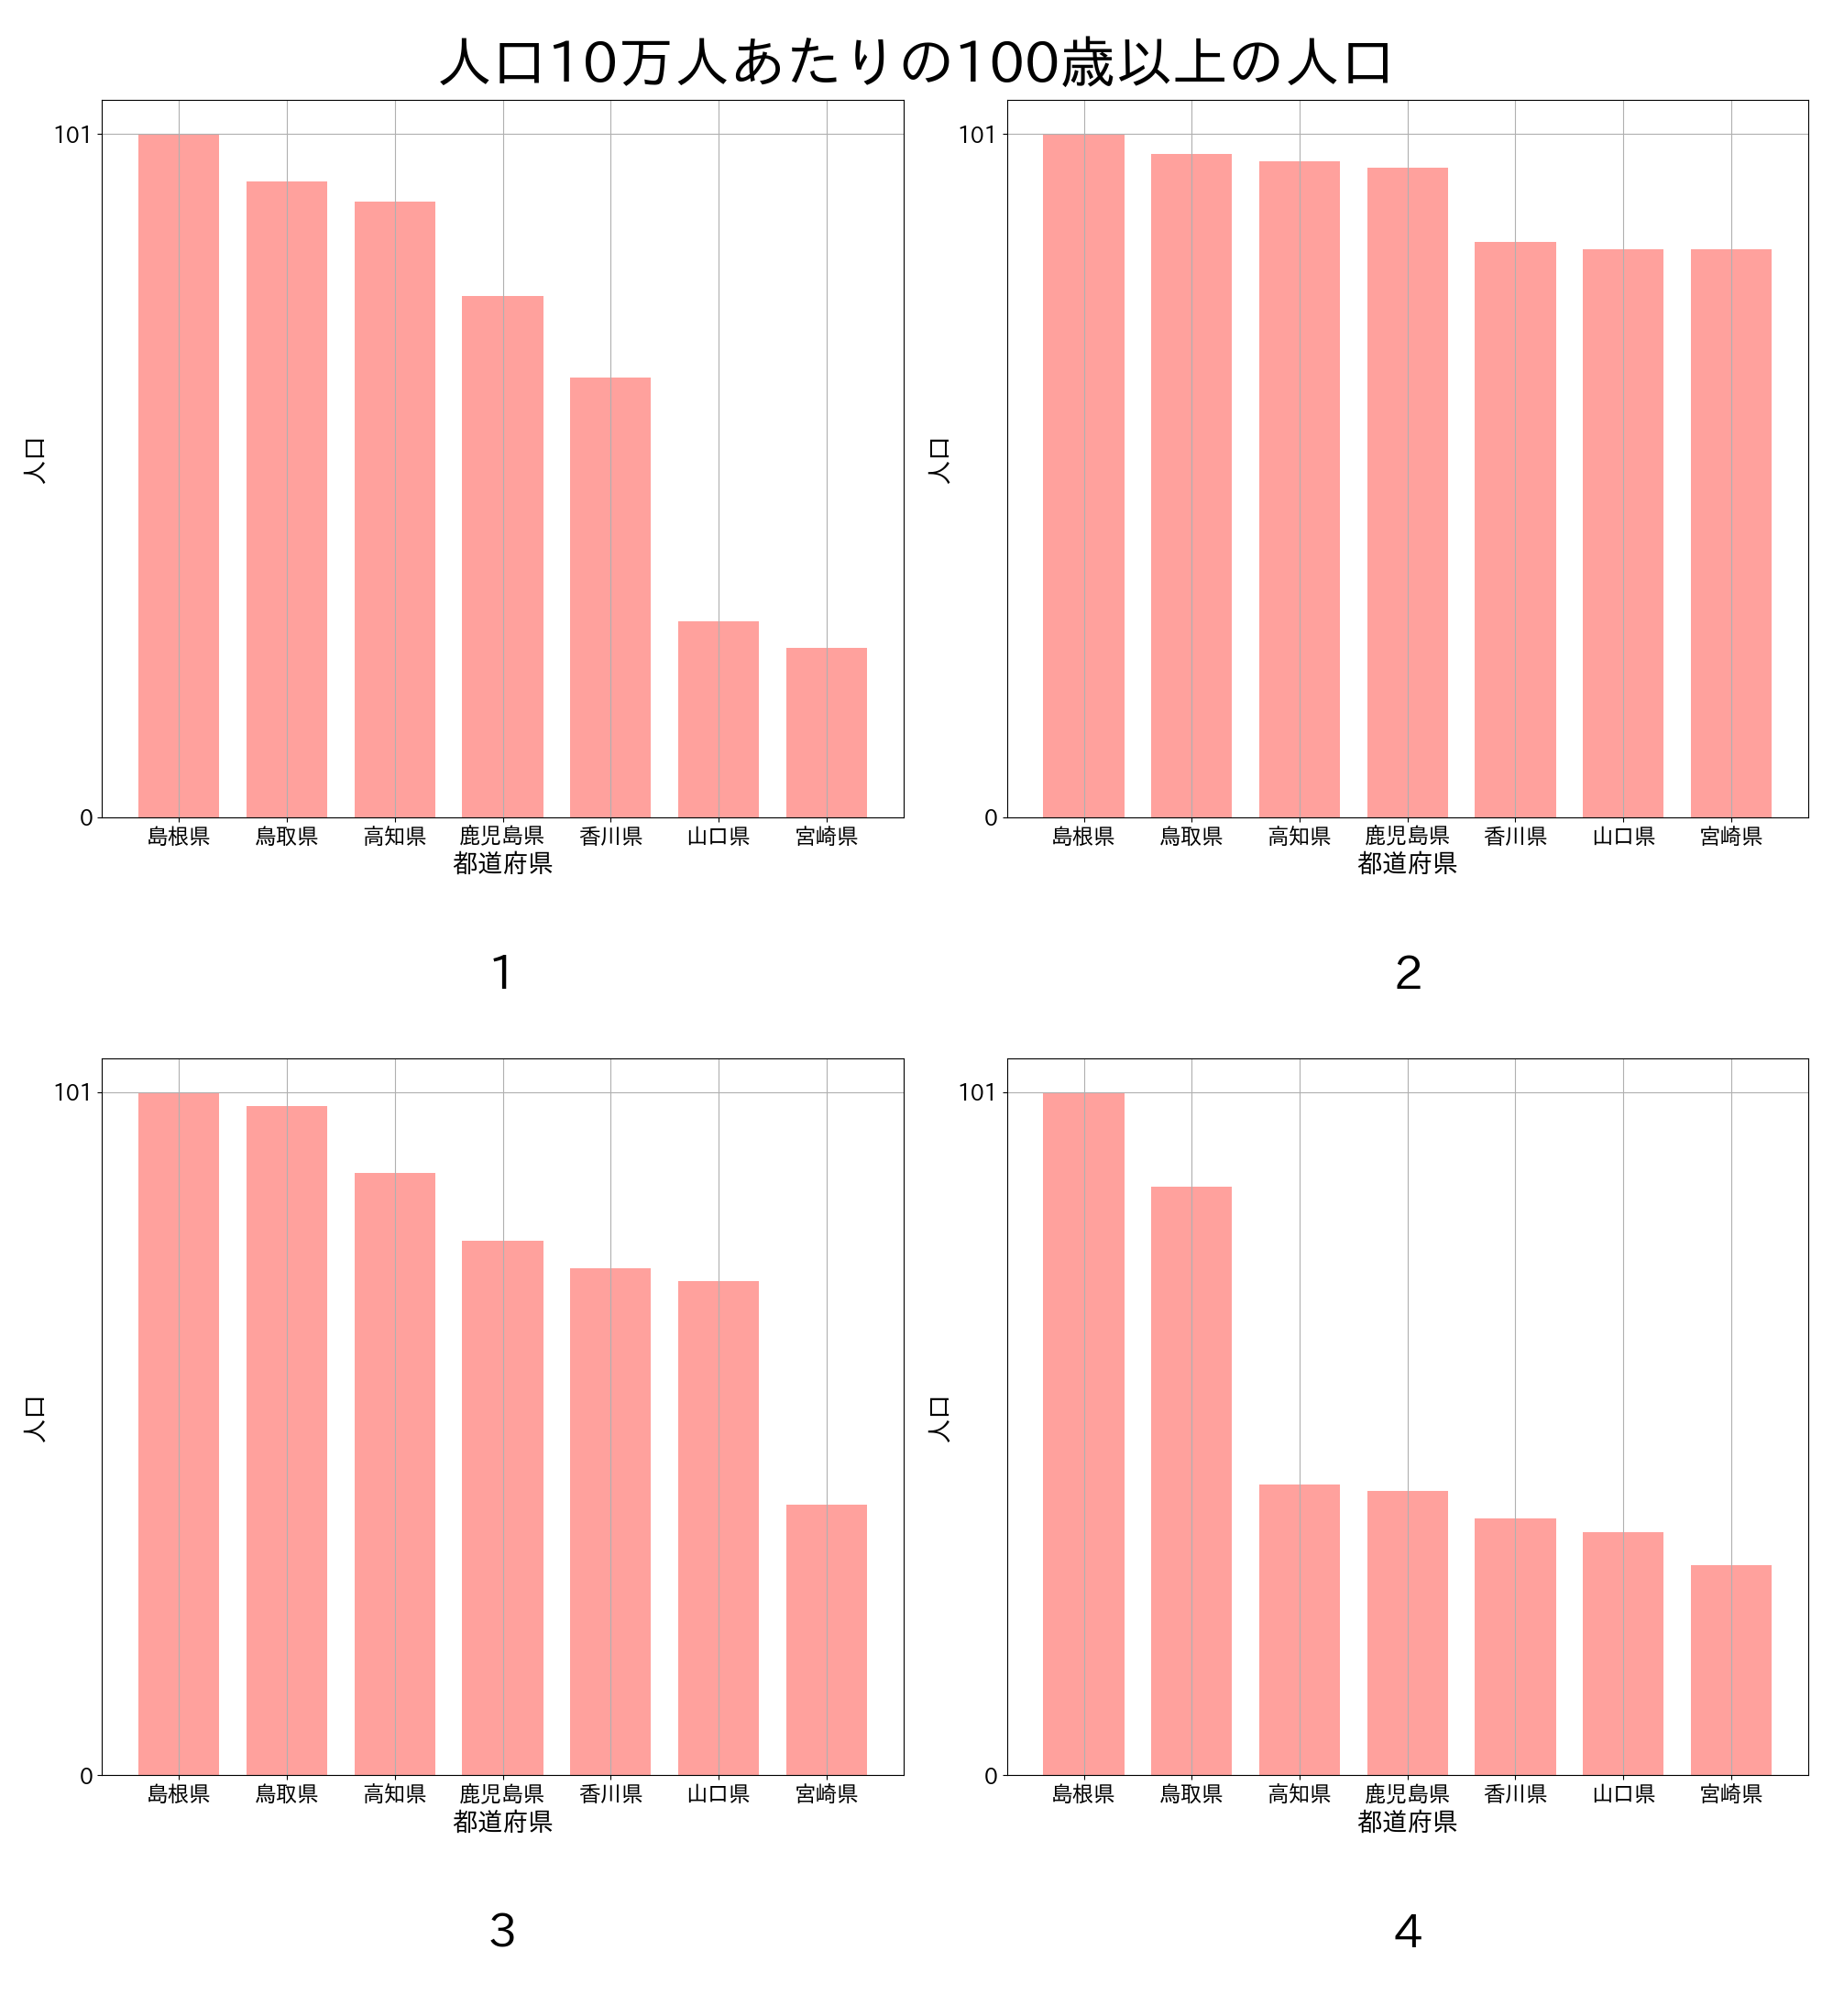 人口10万人あたりの100歳以上の人口
101
人口
0
島根県 鳥取県 高知県 鹿児島県 香川県 山口県 宮崎県
都道府県
1
101
人口
0
島根県 鳥取県 高知県 鹿児島県 香川県 山口県 宮崎県
都道府県
2
101
人口
0
島根県 鳥取県 高知県 鹿児島県 香川県 山口県 宮崎県
都道府県
3
101
人口
0
島根県 鳥取県 高知県 鹿児島県 香川県 山口県 宮崎県
都道府県
4